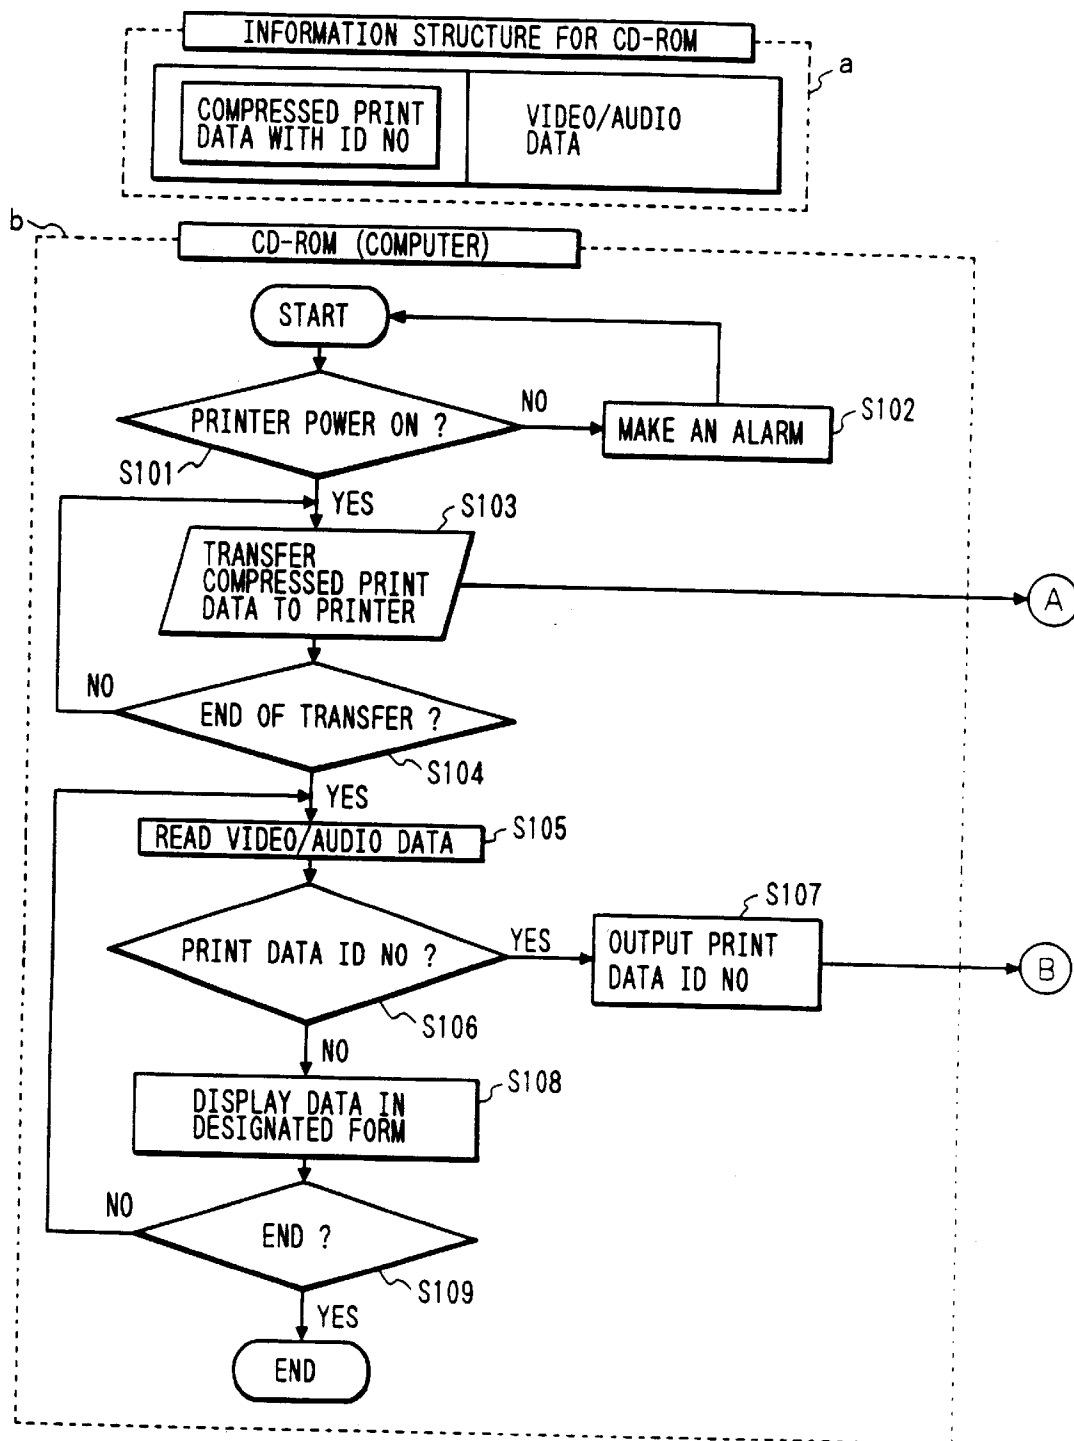 INFORMATION STRUCTURE FOR CD-ROM
a
COMPRESSED PRINT
DATA WITH ID NO
VIDEO/AUDIO
DATA
b
CD-ROM (COMPUTER)
START
PRINTER POWER ON ?
NO
MAKE AN ALARM
S102
S101
YES
S103
TRANSFER
COMPRESSED PRINT
DATA TO PRINTER
A
NO
END OF TRANSFER ?
S104
YES
READ VIDEO/AUDIO DATA
S105
PRINT DATA ID NO ?
YES
S107
OUTPUT PRINT
DATA ID NO
B
S106
NO
S108
DISPLAY DATA IN
DESIGNATED FORM
NO
END ?
S109
YES
END